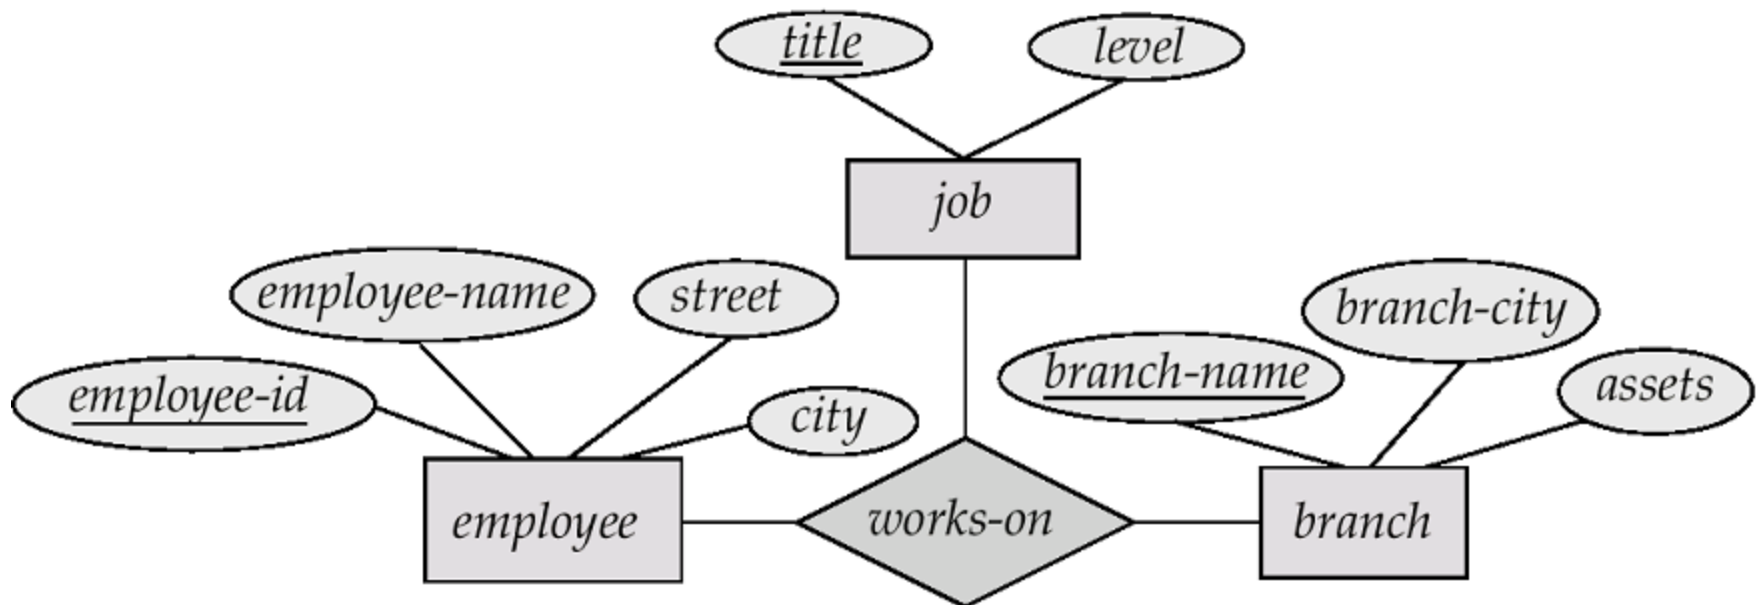 title
level
job
employee-name
street
branch-city
employee-id
city
branch-name
assets
employee
works-on
branch